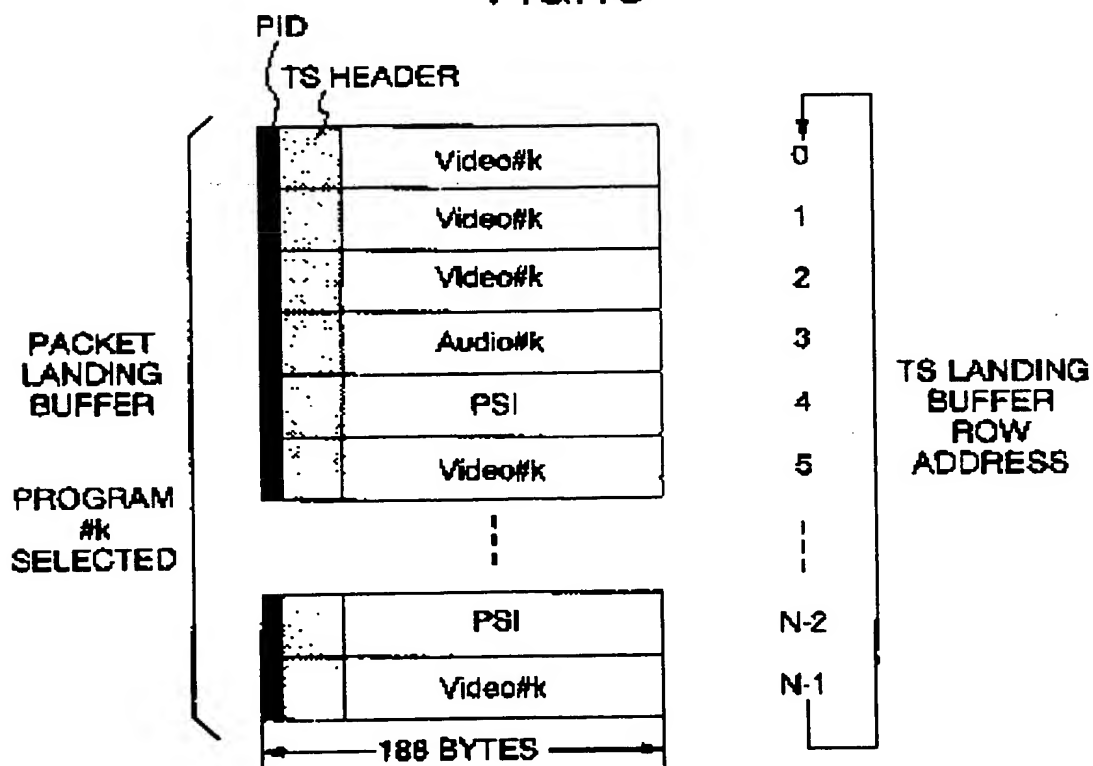 PID
TS HEADER
Video#k
0
Video#k
1
Video#k
2
Audio#k
3
PSI
4
Video#k
5
PACKET
LANDING
BUFFER
PROGRAM
#k
SELECTED
TS LANDING
BUFFER
ROW
ADDRESS
PSI
N-2
Video#k
N-1
188 BYTES